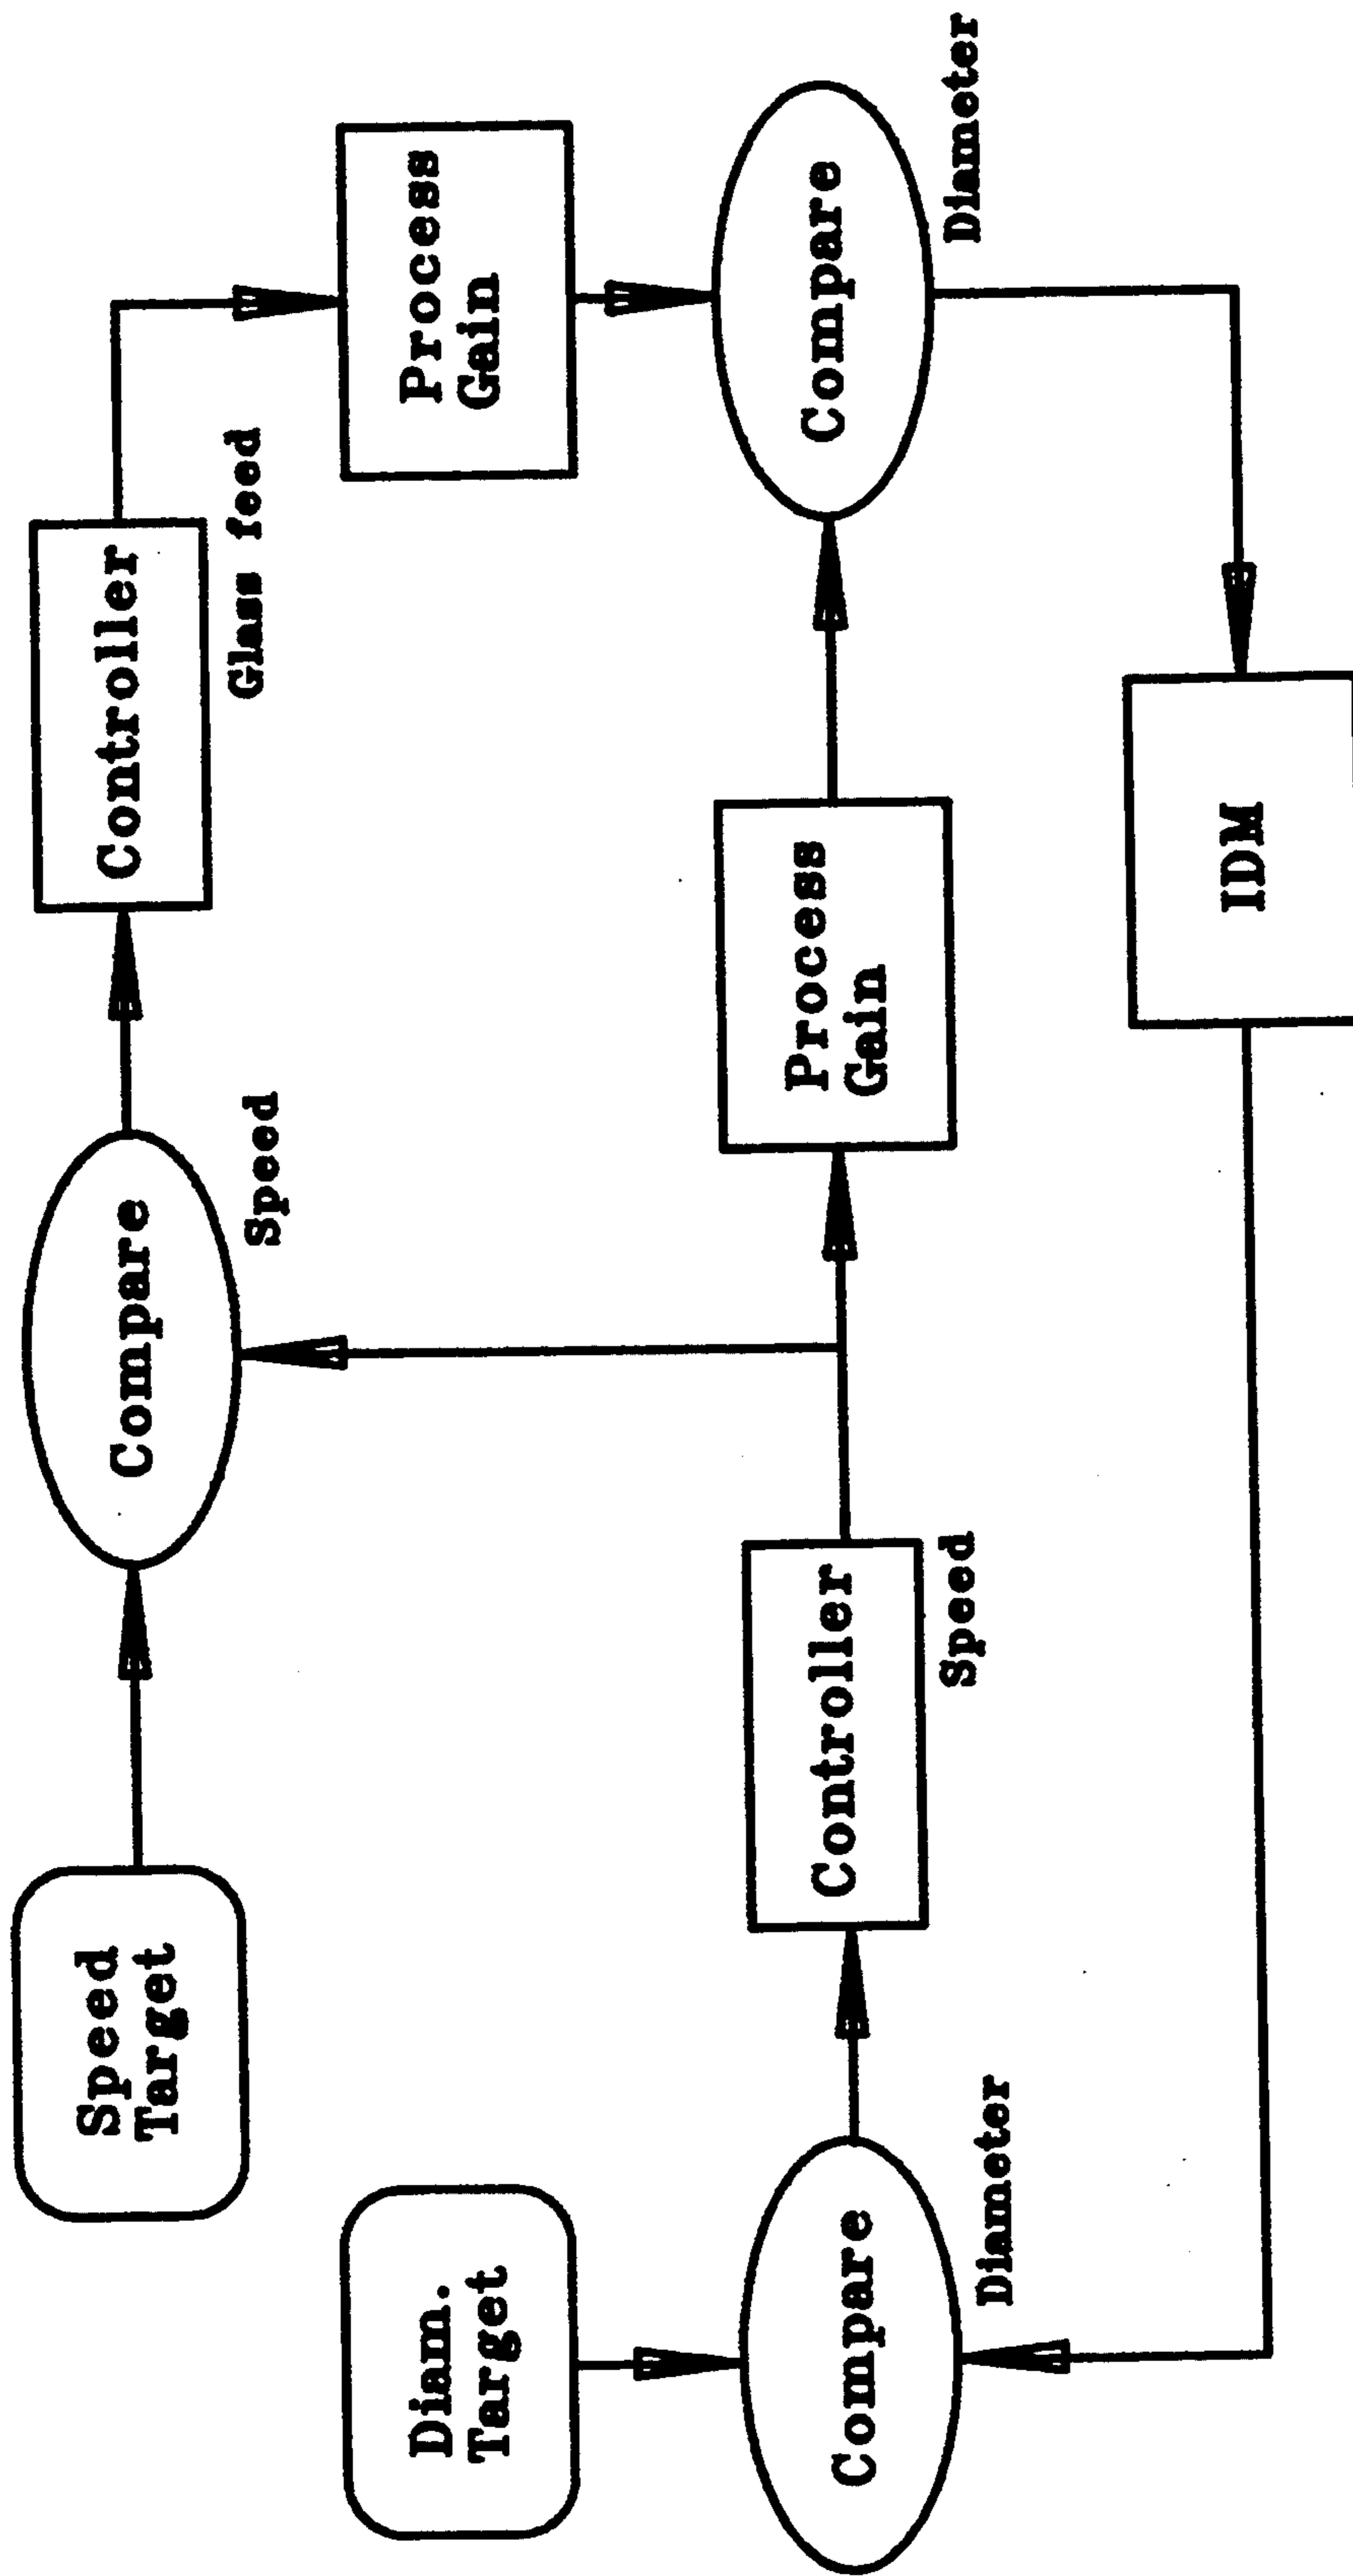 Speed
Target
Compare
Speed
Controller
Glass feed
Process
Gain
Diam.
Target
Compare
Diameter
Controller
Speed
Process
Gain
Compare
Diameter
IDM